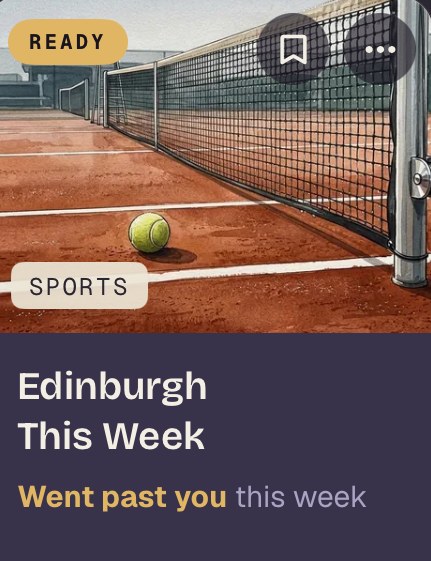 READY
SPORTS
Edinburgh
This Week
Went past you this week